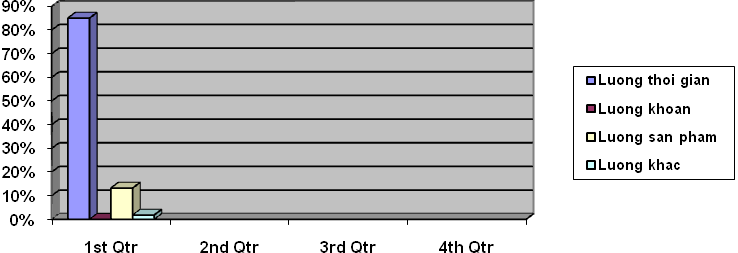 90%
80%
70%
60%
50%
40%
30%
20%
10%
0%
1st Qtr 2nd Qtr 3rd Qtr 4th Qtr
Luong thoi gian
Luong khoan
Luong san pham
Luong khac